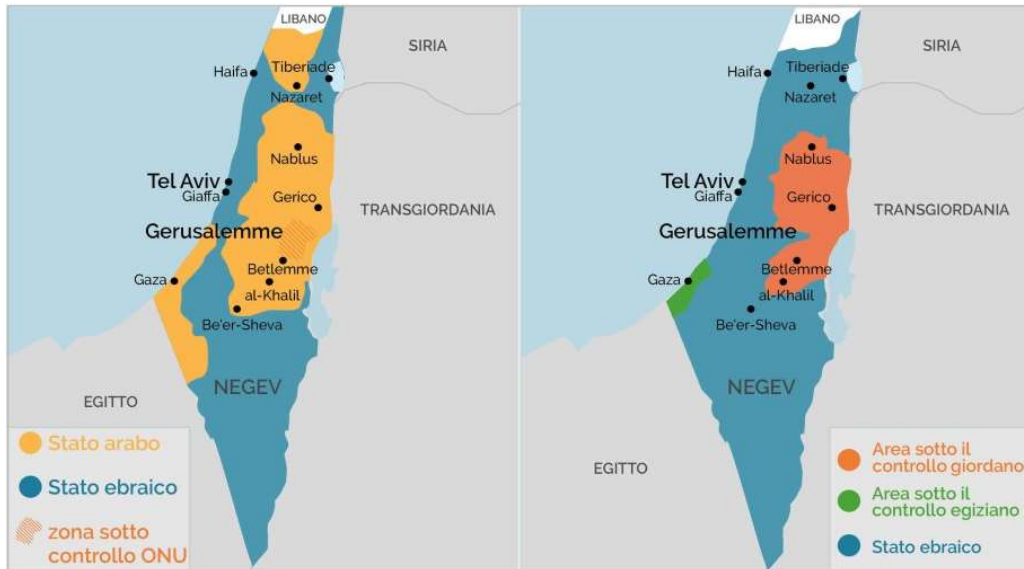 LIBANO
SIRIA
Haifa
Tiberiade
Nazaret
Nablus
Tel Aviv
Giaffa
Gerico
TRANSGIORDANIA
Gerusalemme
Betlemme
Gaza
al-Khalil
Be'er-Sheva
NEGEV
EGITTO
Stato arabo
Stato ebraico
zona sotto
controllo ONU
LIBANO
SIRIA
Haifa
Tiberiade
Nazaret
Nablus
Tel Aviv
Giaffa
Gerico
TRANSGIORDANIA
Gerusalemme
Betlemme
Gaza
al-Khalil
Be'er-Sheva
NEGEV
EGITTO
Area sotto il
controllo giordano
Area sotto il
controllo egiziano
Stato ebraico